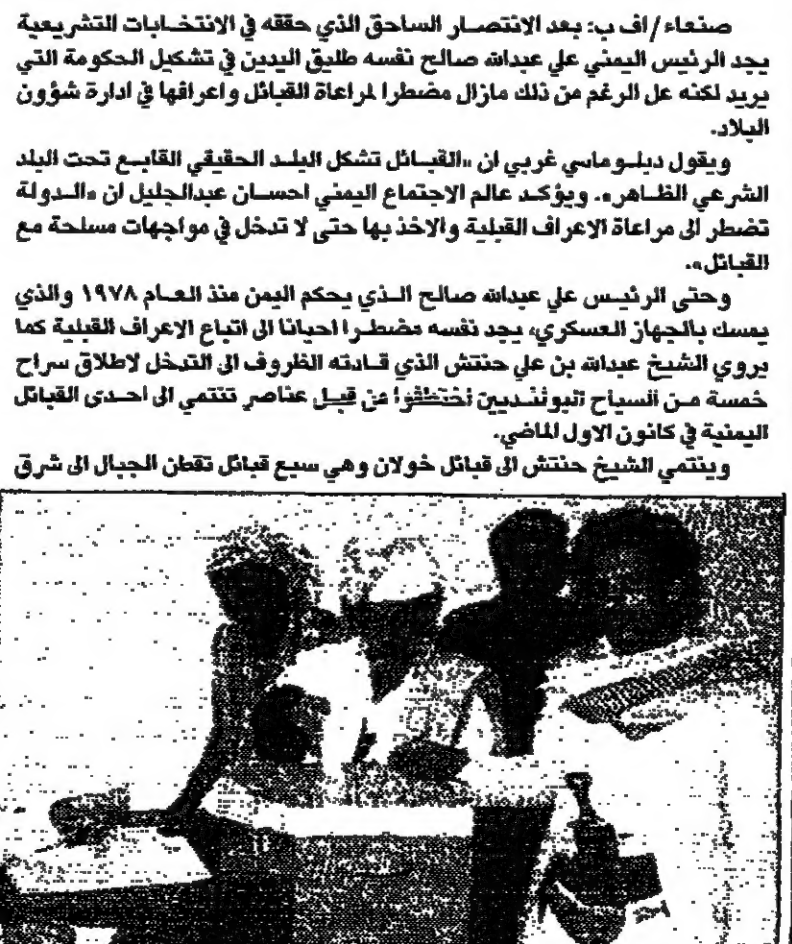 صنعاء / اف ب: بعد الانتصار الساحق الذي حققه في الانتخابات التشريعية
يجد الرئيس اليمني علي عبدالله صالح نفسه طليق اليدين في تشكيل الحكومة التي
يريد لكنه عل الرغم من ذلك مازال مضطرا لمراعاة القبائل واعرافها في ادارة شؤون
البلاد.
ويقول دبلوماسي غربي ان «القبائل تشكل البلد الحقيقي القابع تحت البلد
الشرعي الظاهر». ويؤكد عالم الاجتماع اليمني احسان عبدالجليل ان «الدولة
تضطر الى مراعاة الاعراف القبلية والاخذ بها حتى لا تدخل في مواجهات مسلحة مع
القبائل».
وحتى الرئيس علي عبدالله صالح الذي يحكم اليمن منذ العام ١٩٧٨ والذي
يمسك بالجهاز العسكري، يجد نفسه مضطرا احيانا الى اتباع الاعراف القبلية كما
يروي الشيخ عبدالله بن علي حنتش الذي قادته الظروف الى التدخل لاطلاق سراح
خمسة من السياح من قبل عناصر تنتمي الى احدى القبائل
اليمنية في كانون الاول الماضي.
وينتمي الشيخ حنتش الى قبائل خولان وهي سبع قبائل تقطن الجبال الى شرق